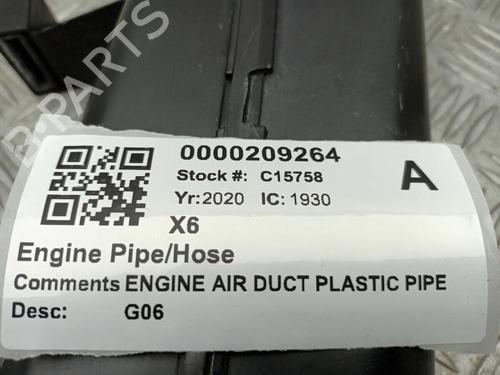 B-PARTS
0000209264
Stock #: C15758
A
Yr: 2020 IC: 1930
X6
Engine Pipe/Hose
Comments ENGINE AIR DUCT PLASTIC PIPE
Desc: G06